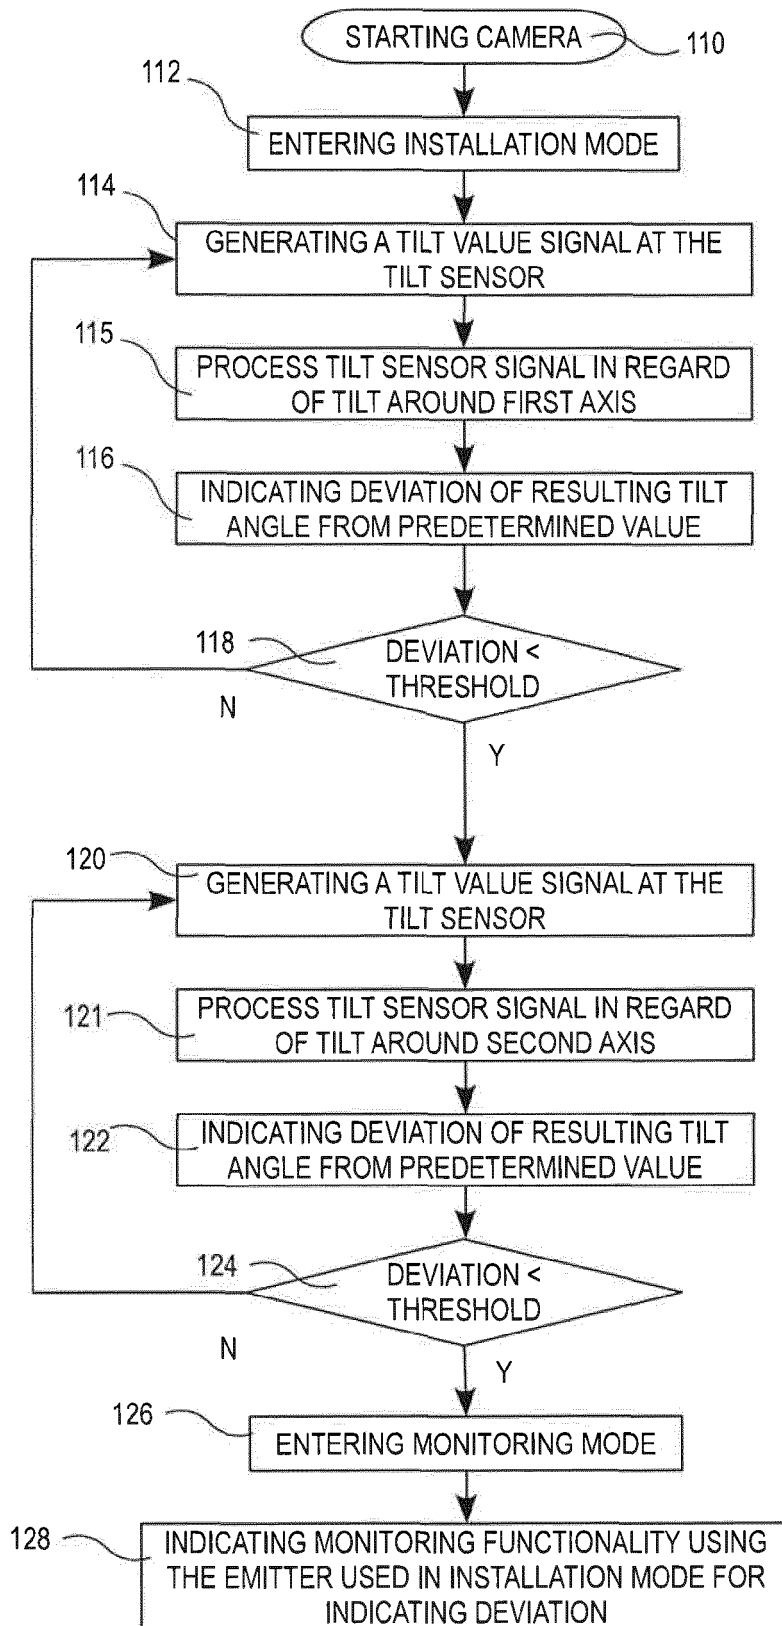 STARTING CAMERA
110
112
ENTERING INSTALLATION MODE
114
GENERATING A TILT VALUE SIGNAL AT THE
TILT SENSOR
115
PROCESS TILT SENSOR SIGNAL IN REGARD
OF TILT AROUND FIRST AXIS
116
INDICATING DEVIATION OF RESULTING TILT
ANGLE FROM PREDETERMINED VALUE
118
DEVIATION <
THRESHOLD
N
Y
120
GENERATING A TILT VALUE SIGNAL AT THE
TILT SENSOR
121
PROCESS TILT SENSOR SIGNAL IN REGARD
OF TILT AROUND SECOND AXIS
122
INDICATING DEVIATION OF RESULTING TILT
ANGLE FROM PREDETERMINED VALUE
124
DEVIATION <
THRESHOLD
N
Y
126
ENTERING MONITORING MODE
128
INDICATING MONITORING FUNCTIONALITY USING
THE EMITTER USED IN INSTALLATION MODE FOR
INDICATING DEVIATION